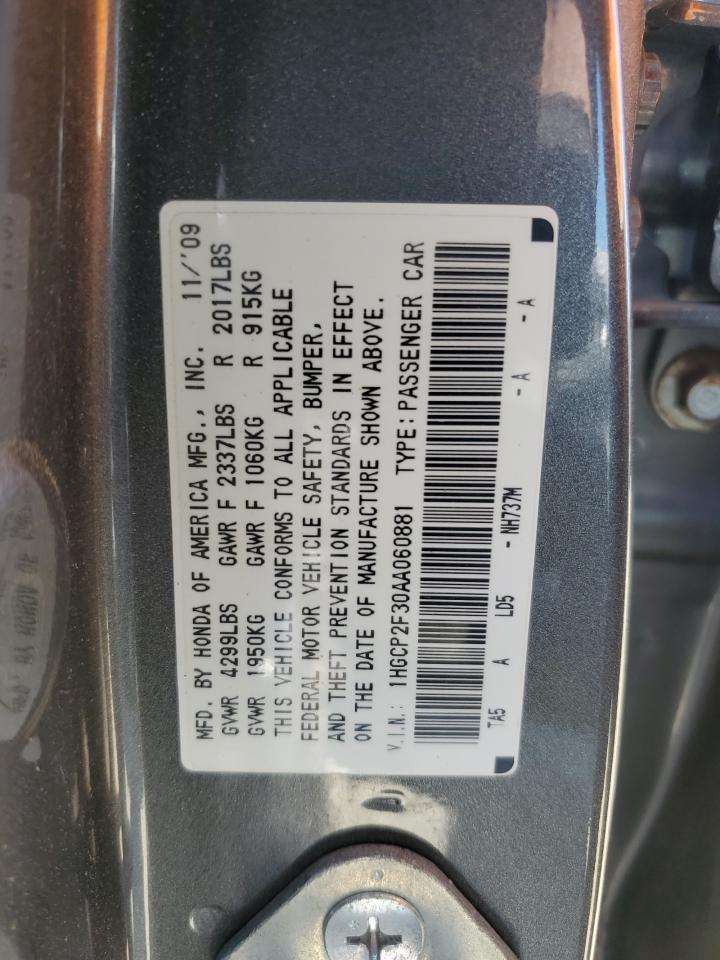 MFD. BY HONDA OF AMERICA MFG., INC. 11/'09
GVWR 4299LBS GAWR F 2337LBS R 2017LBS
GVWR 1950KG GAWR F 1060KG R 915KG
THIS VEHICLE CONFORMS TO ALL APPLICABLE
FEDERAL MOTOR VEHICLE SAFETY, BUMPER,
AND THEFT PREVENTION STANDARDS IN EFFECT
ON THE DATE OF MANUFACTURE SHOWN ABOVE.
V.I.N.: 1HGCP2F30AA060881 TYPE: PASSENGER CAR
TA5 A LD5 - NH737M - A - A